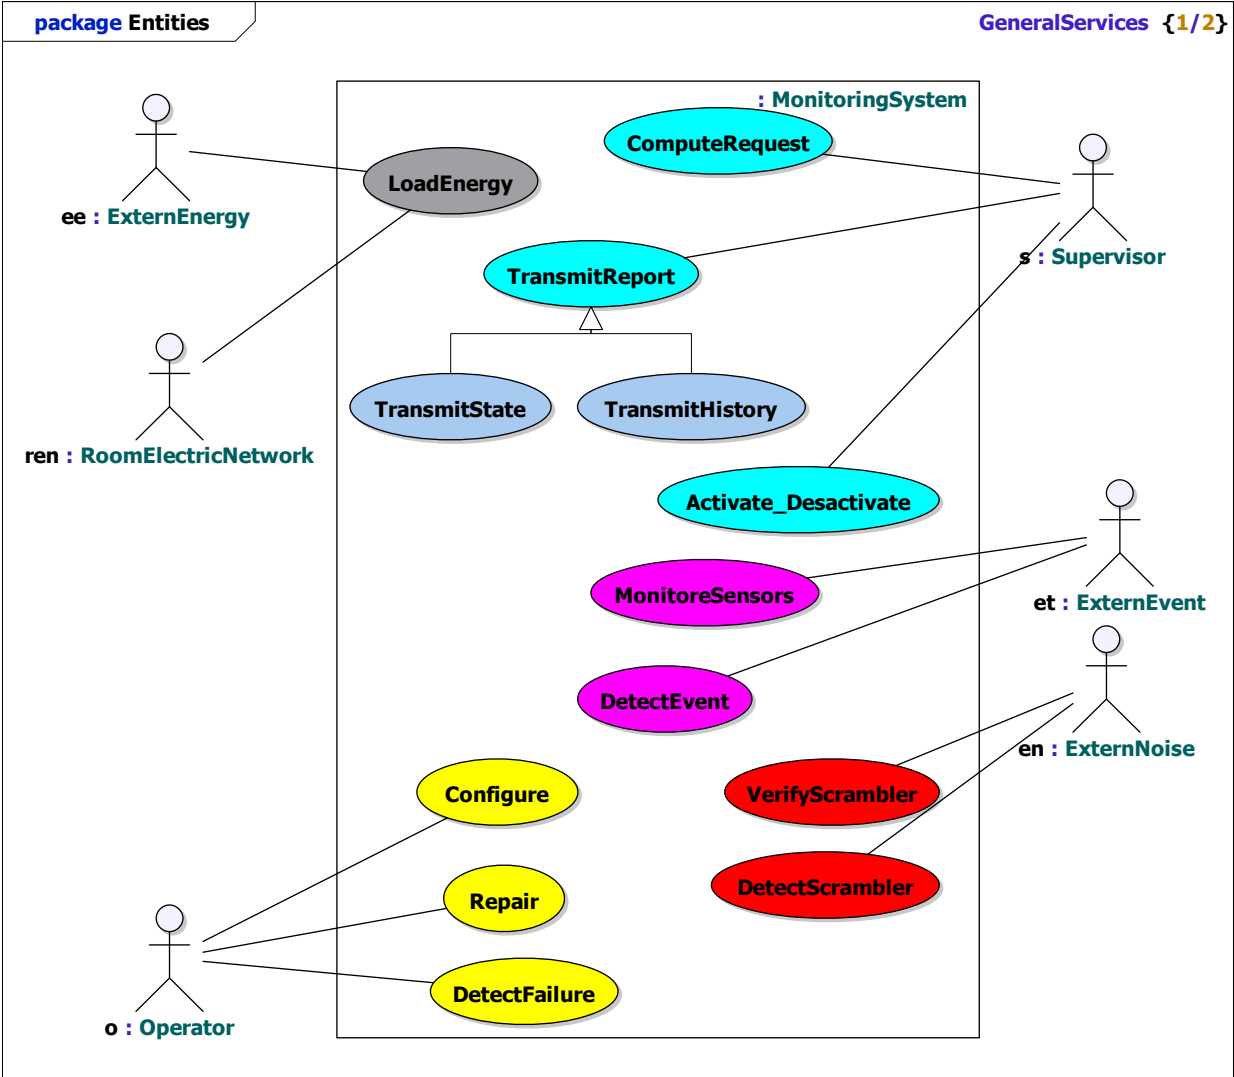 package Entities
GeneralServices {1/2}
: MonitoringSystem
ComputeRequest
LoadEnergy
ee : ExternEnergy
s : Supervisor
TransmitReport
TransmitState
TransmitHistory
ren : RoomElectricNetwork
Activate_Desactivate
MonitoreSensors
et : ExternEvent
DetectEvent
en : ExternNoise
Configure
VerifyScrambler
DetectScrambler
Repair
DetectFailure
o : Operator